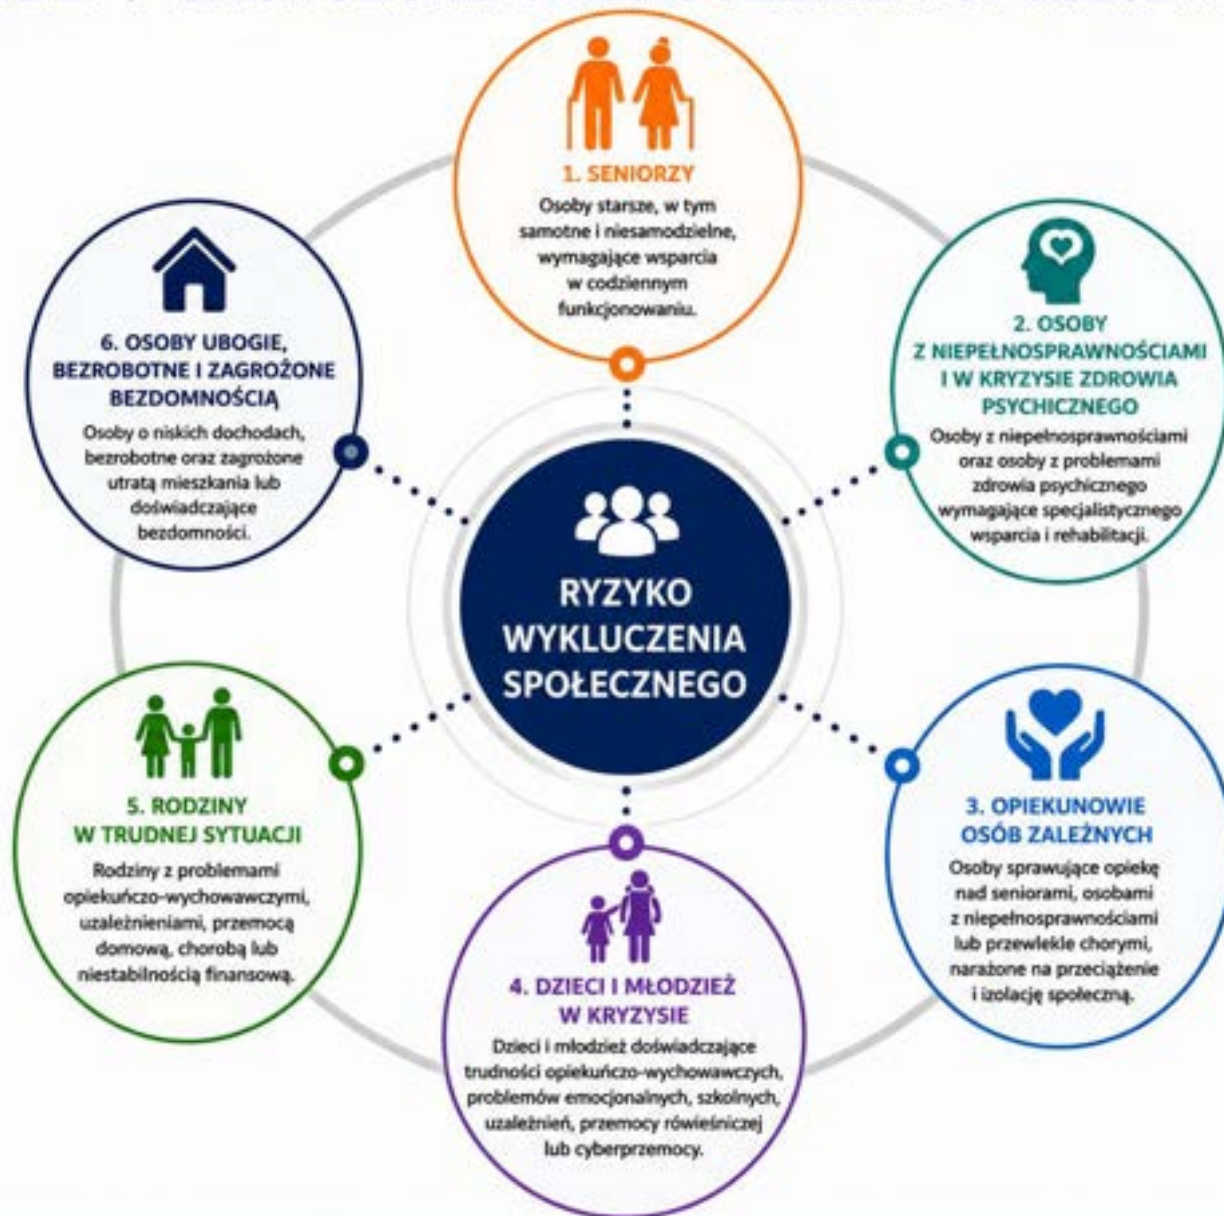 1. SENIORZY
Osoby starsze, w tym
samotne i niesamodzielne,
wymagające wsparcia
w codziennym
funkcjonowaniu.
2. OSOBY
Z NIEPEŁNOSPRAWNOŚCIAMI
I W KRYZYSIE ZDROWIA
PSYCHICZNEGO
Osoby z niepełnosprawnościami
oraz osoby z problemami
zdrowia psychicznego
wymagające specjalistycznego
wsparcia i rehabilitacji.
3. OPIEKUNOWIE
OSÓB ZALEŻNYCH
Osoby sprawujące opiekę
nad seniorami, osobami
z niepełnosprawnościami
lub przewlekle chorymi,
narażone na przeciążenie
i izolację społeczną.
4. DZIECI I MŁODZIEŻ
W KRYZYSIE
Dzieci i młodzież doświadczające
trudności opiekuńczo-wychowawczych,
problemów emocjonalnych, szkolnych,
uzależnień, przemocy rówieśniczej
lub cyberprzemocy.
5. RODZINY
W TRUDNEJ SYTUACJI
Rodziny z problemami
opiekuńczo-wychowawczymi,
uzależnieniami, przemocą
domową, chorobą lub
niestabilnością finansową.
6. OSOBY UBOGIE,
BEZROBOTNE I ZAGROŻONE
BEZDOMNOŚCIĄ
Osoby o niskich dochodach,
bezrobotne oraz zagrożone
utratą mieszkania lub
doświadczające
bezdomności.
RYZYKO
WYKLUCZENIA
SPOŁECZNEGO